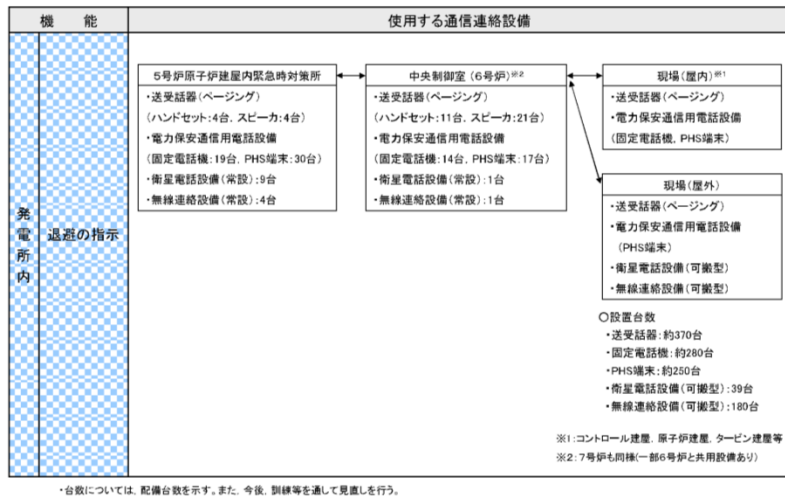 機　能
使用する通信連絡設備
発電所内
退避の指示
5号炉原子炉建屋内緊急時対策所
・送受話器(ページング)
(ハンドセット:4台, スピーカ:4台)
・電力保安通信用電話設備
(固定電話機:19台, PHS端末:30台)
・衛星電話設備(常設):9台
・無線連絡設備(常設):4台
中央制御室(6号炉)※2
・送受話器(ページング)
(ハンドセット:11台, スピーカ:21台)
・電力保安通信用電話設備
(固定電話機:14台, PHS端末:17台)
・衛星電話設備(常設):1台
・無線連絡設備(常設):1台
現場(屋内)※1
・送受話器(ページング)
・電力保安通信用電話設備
(固定電話機, PHS端末)
現場(屋外)
・送受話器(ページング)
・電力保安通信用電話設備
(PHS端末)
・衛星電話設備(可搬型)
・無線連絡設備(可搬型)
○設置台数
・送受話器:約370台
・固定電話機:約280台
・PHS端末:約250台
・衛星電話設備(可搬型):39台
・無線連絡設備(可搬型):180台
※1:コントロール建屋, 原子炉建屋, タービン建屋等
※2:7号炉も同様(一部6号炉と共用設備あり)
・台数については, 配備台数を示す。また, 今後, 訓練等を通して見直しを行う。